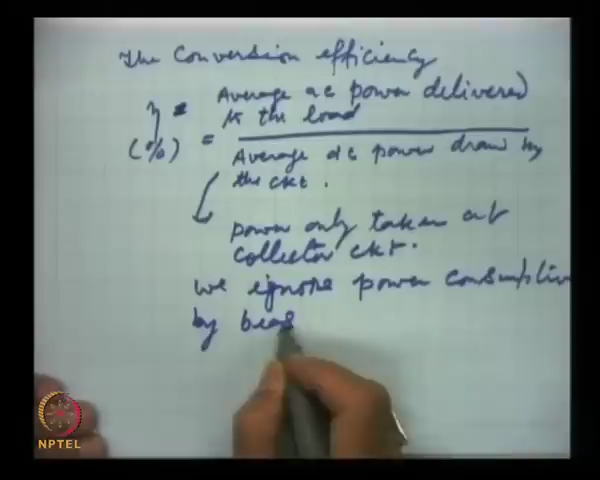 The Conversion efficiency
η = Average ac power delivered
to the load
(%) =
Average dc power drawn by
the ckt.
power only taken at
collector ckt.
we ignore power consumption
by beas
NPTEL